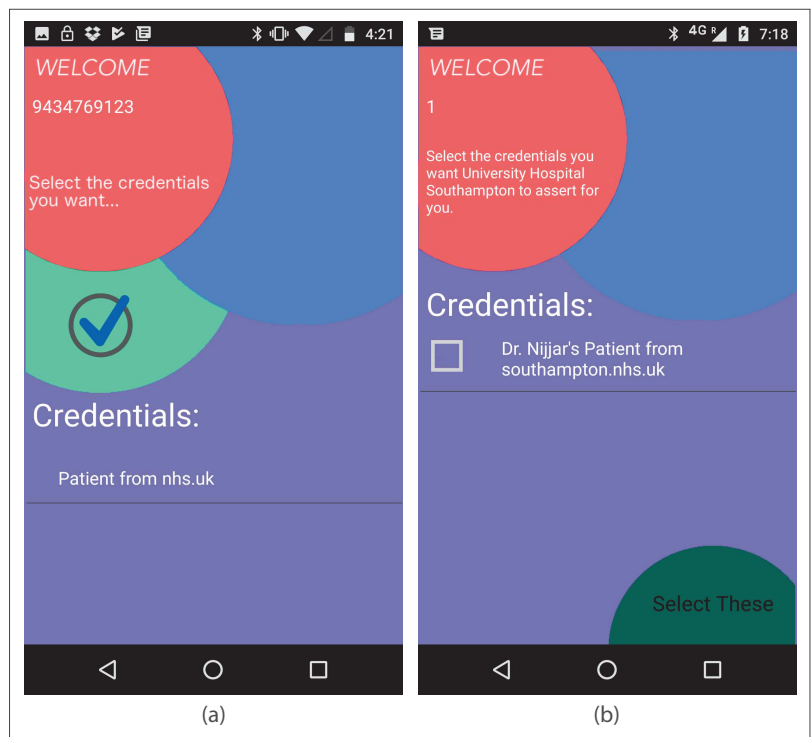 4:21
WELCOME
9434769123
Select the credentials
you want...
Credentials:
Patient from nhs.uk
(a)
4G R 7:18
WELCOME
1
Select the credentials you
want University Hospital
Southampton to assert for
you.
Credentials:
Dr. Nijjar's Patient from
southampton.nhs.uk
Select These
(b)